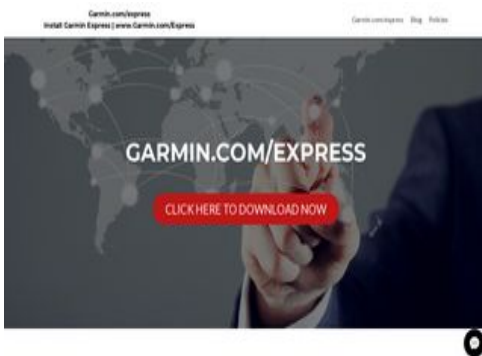 Garmin.com/express
Install Garmin Express | www.Garmin.com/Express
Garmin.com/express Blog Policies
GARMIN.COM/EXPRESS
CLICK HERE TO DOWNLOAD NOW